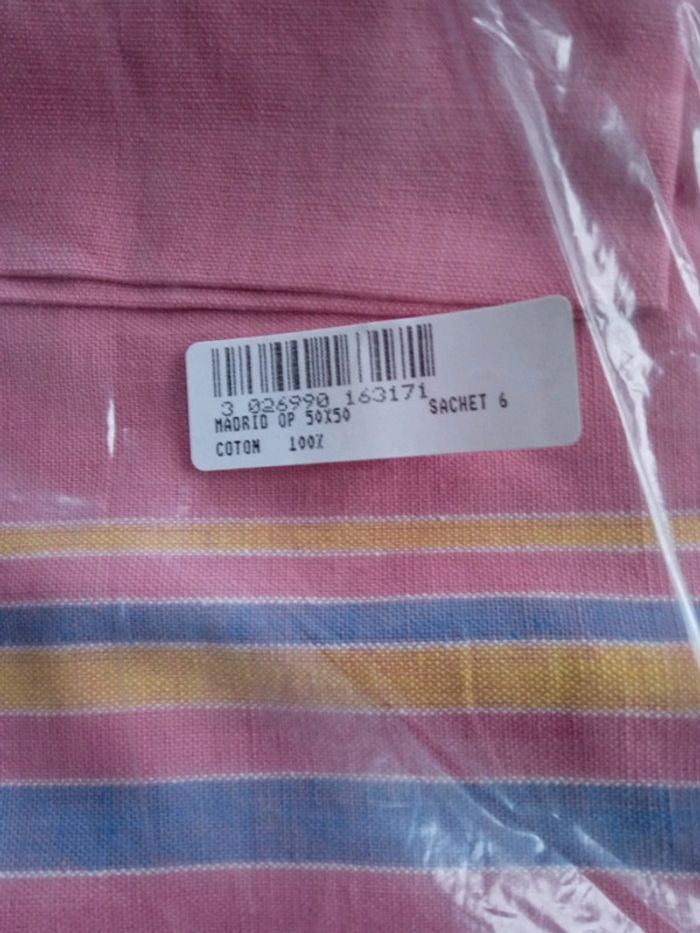 3 026990 163171
MADRID OP 50X50 SACHET 6
COTON 100%